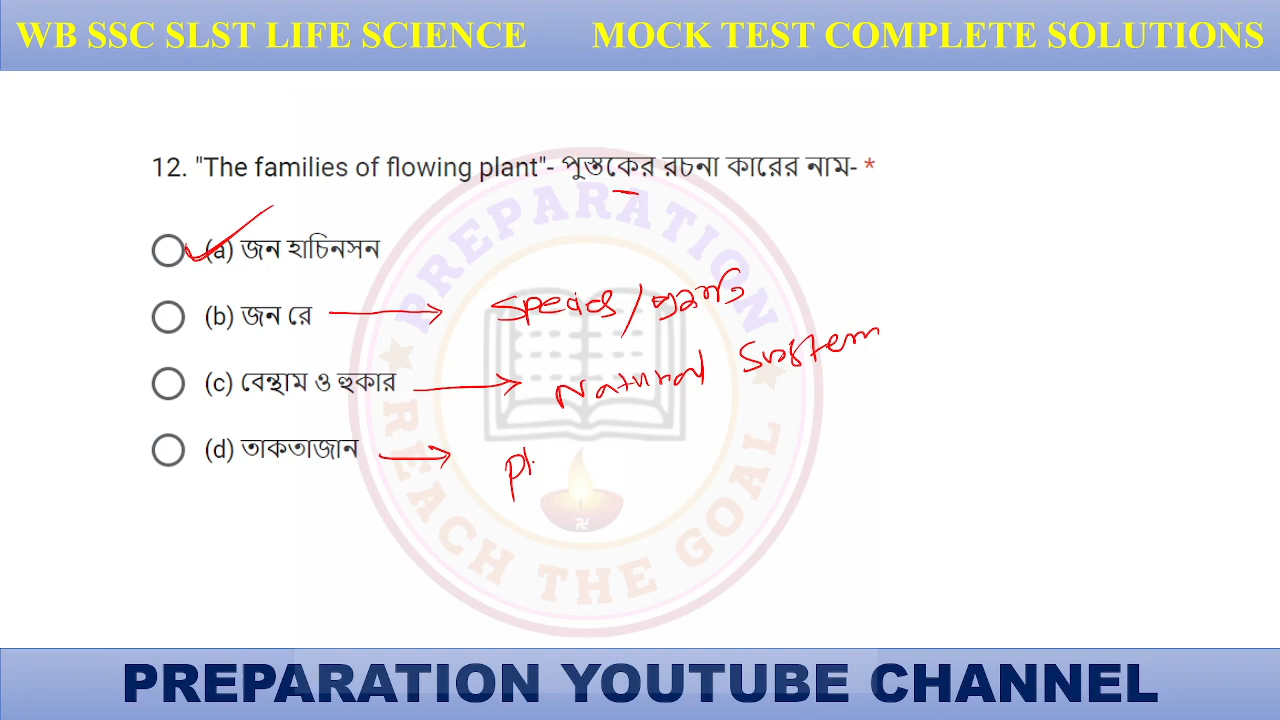 WB SSC SLST LIFE SCIENCE MOCK TEST COMPLETE SOLUTIONS
12. "The families of flowing plant"- পুস্তকের রচনা কারের নাম- *
(a) জন হাচিনসন
(b) জন রে → Species /
(c) বেন্থাম ও হুকার → Natural System
(d) তাকতাজান → ph
PREPARATION
REACH THE GOAL
PREPARATION YOUTUBE CHANNEL